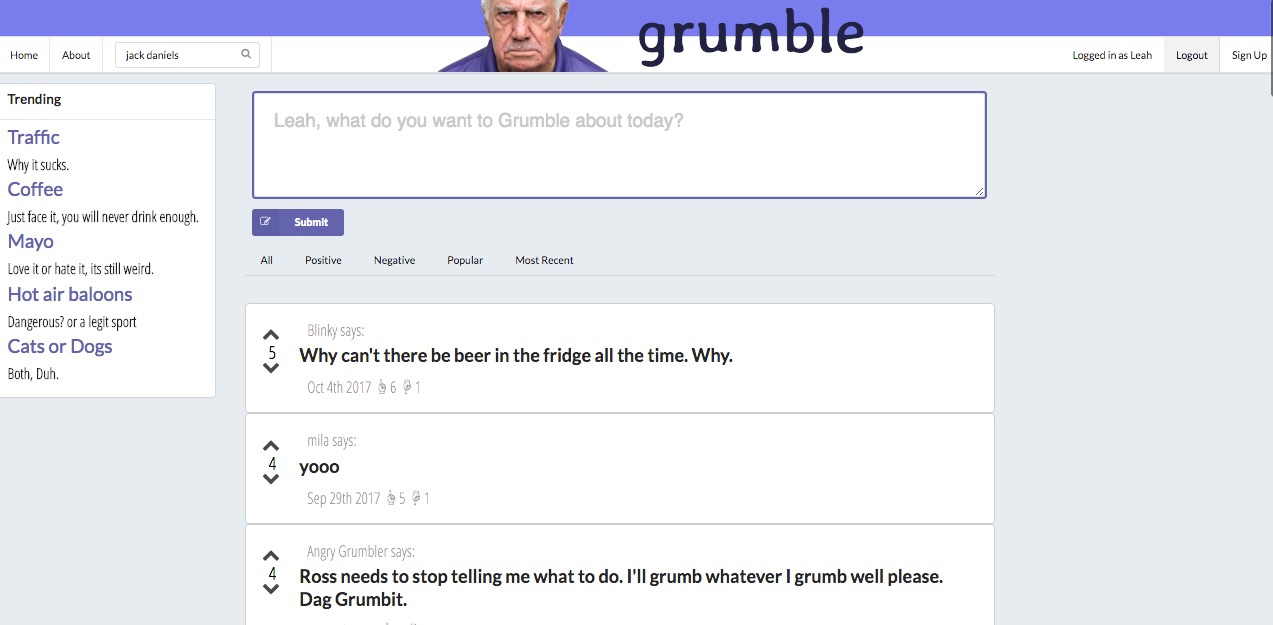 grumble
Home About jack daniels Logged in as Leah Logout Sign Up
Trending
Traffic
Why it sucks.
Coffee
Just face it, you will never drink enough.
Mayo
Love it or hate it, its still weird.
Hot air baloons
Dangerous? or a legit sport
Cats or Dogs
Both, Duh.
Leah, what do you want to Grumble about today?
Submit
All Positive Negative Popular Most Recent
Blinky says:
5
Why can't there be beer in the fridge all the time. Why.
Oct 4th 2017 6 1
mila says:
4
yooo
Sep 29th 2017 5 1
Angry Grumbler says:
4
Ross needs to stop telling me what to do. I'll grumb whatever I grumb well please.
Dag Grumbit.